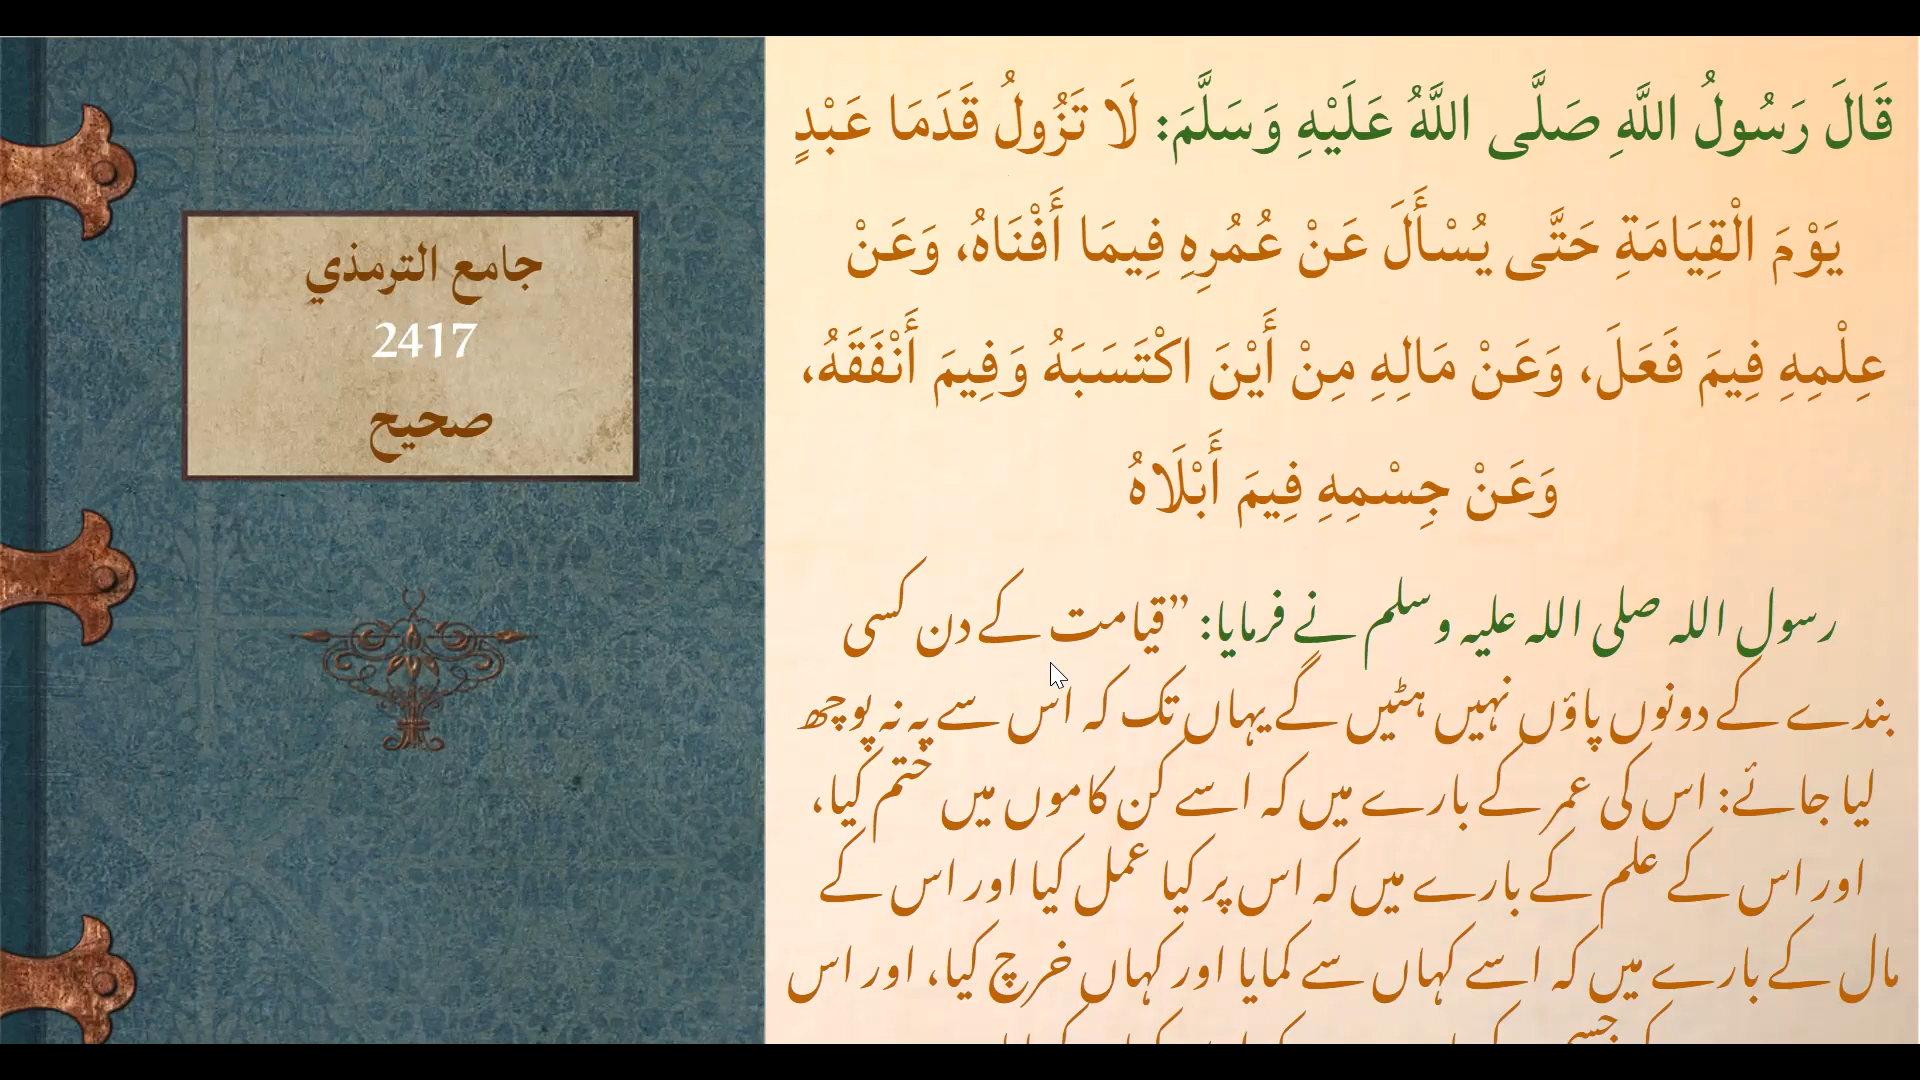 جامع الترمذي
2417
صحيح
قَالَ رَسُولُ اللَّهِ صَلَّى اللَّهُ عَلَيْهِ وَسَلَّمَ: لَا تَزُولُ قَدَمَا عَبْدٍ
يَوْمَ الْقِيَامَةِ حَتَّى يُسْأَلَ عَنْ عُمُرِهِ فِيمَا أَفْنَاهُ، وَعَنْ
عِلْمِهِ فِيمَ فَعَلَ، وَعَنْ مَالِهِ مِنْ أَيْنَ اكْتَسَبَهُ وَفِيمَ أَنْفَقَهُ،
وَعَنْ جِسْمِهِ فِيمَ أَبْلَاهُ
رسول اللہ صلی اللہ علیہ وسلم نے فرمایا: ”قیامت کے دن کسی
بندے کے دونوں پاؤں نہیں ہٹیں گے یہاں تک کہ اس سے یہ نہ پوچھ
لیا جائے: اس کی عمر کے بارے میں کہ اسے کن کاموں میں ختم کیا،
اور اس کے علم کے بارے میں کہ اس پر کیا عمل کیا اور اس کے
مال کے بارے میں کہ اسے کہاں سے کمایا اور کہاں خرچ کیا، اور اس